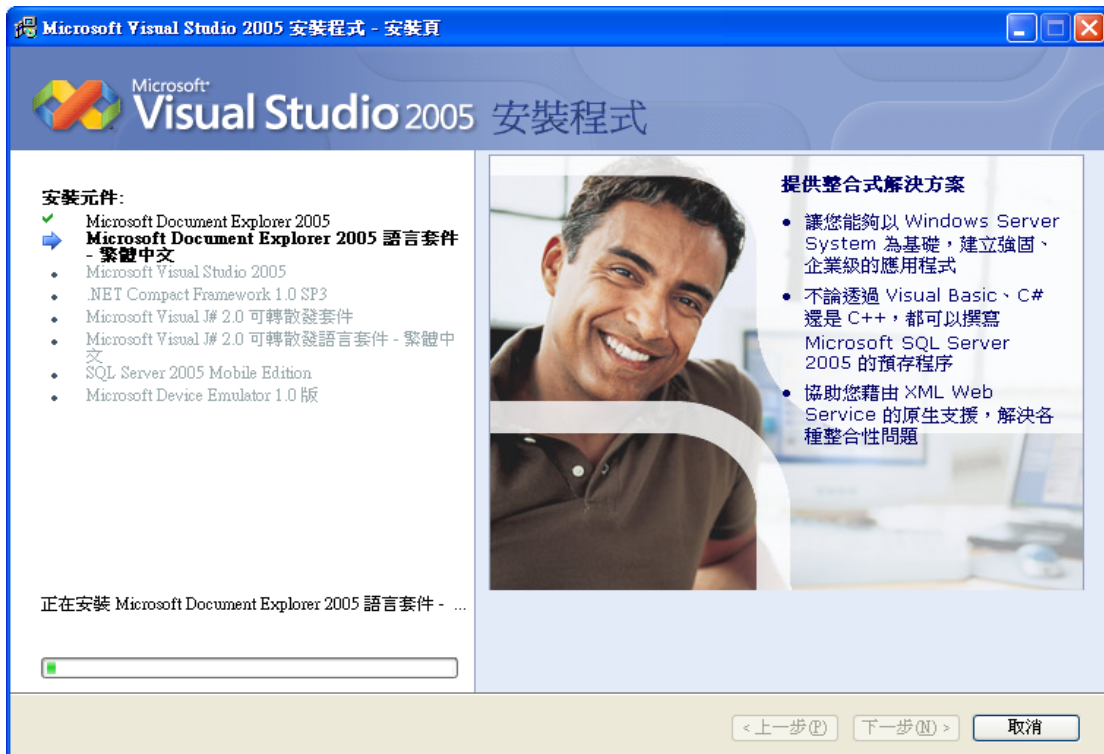 Microsoft Visual Studio 2005 安裝程式 - 安裝頁
Microsoft
Visual Studio 2005 安裝程式
安裝元件:
Microsoft Document Explorer 2005
Microsoft Document Explorer 2005 語言套件
- 繁體中文
Microsoft Visual Studio 2005
.NET Compact Framework 1.0 SP3
Microsoft Visual J# 2.0 可轉散發套件
Microsoft Visual J# 2.0 可轉散發語言套件 - 繁體中
文
SQL Server 2005 Mobile Edition
Microsoft Device Emulator 1.0 版
正在安裝 Microsoft Document Explorer 2005 語言套件 - ...
提供整合式解決方案
讓您能夠以 Windows Server
System 為基礎，建立強固、
企業級的應用程式
不論透過 Visual Basic、C#
還是 C++，都可以撰寫
Microsoft SQL Server
2005 的預存程序
協助您藉由 XML Web
Service 的原生支援，解決各
種整合性問題
<上一步(P)
下一步(N)>
取消